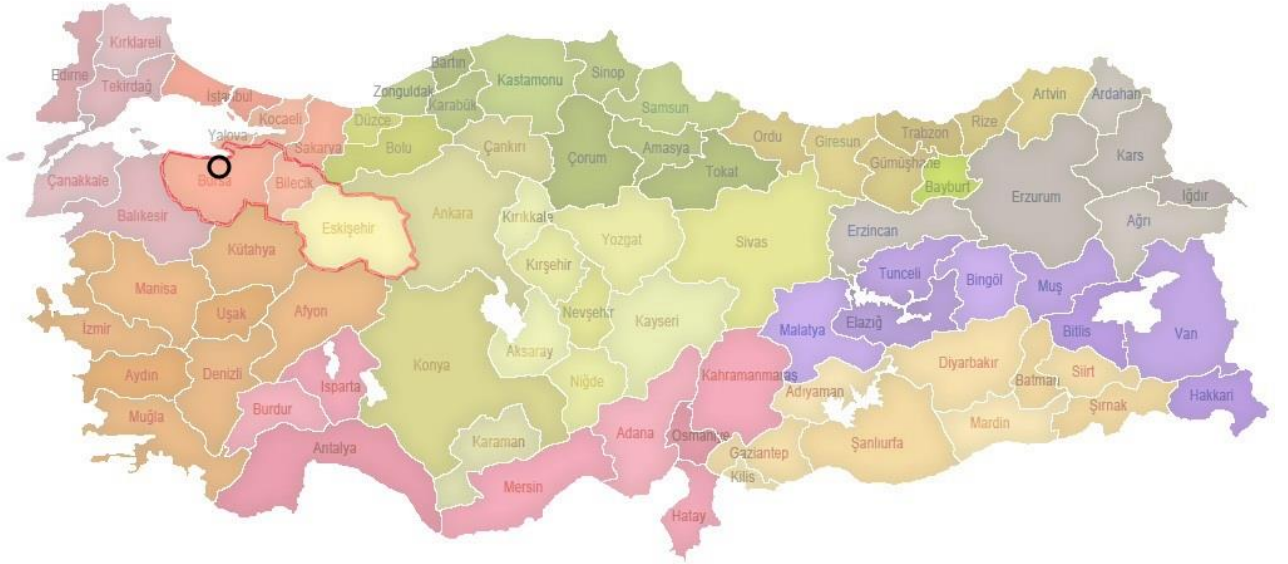 Kırklareli
Edirne
Tekirdağ
İstanbul
Kocaeli
Yalova
Sakarya
Düzce
Zonguldak
Bartın
Karabük
Kastamonu
Sinop
Samsun
Bolu
Çankırı
Çorum
Amasya
Tokat
Ordu
Giresun
Trabzon
Gümüşhane
Rize
Artvin
Ardahan
Bayburt
Kars
Erzurum
Iğdır
Ağrı
Çanakkale
Balıkesir
Bursa
Bilecik
Eskişehir
Ankara
Kırıkkale
Yozgat
Sivas
Erzincan
Kütahya
Kırşehir
Tunceli
Bingöl
Muş
Manisa
Uşak
Afyon
Nevşehir
Kayseri
Malatya
Elazığ
Bitlis
Van
İzmir
Aksaray
Konya
Aydın
Denizli
Isparta
Niğde
Kahramanmaraş
Adıyaman
Diyarbakır
Batman
Siirt
Şırnak
Hakkari
Muğla
Burdur
Antalya
Karaman
Adana
Osmaniye
Gaziantep
Şanlıurfa
Mardin
Kilis
Mersin
Hatay